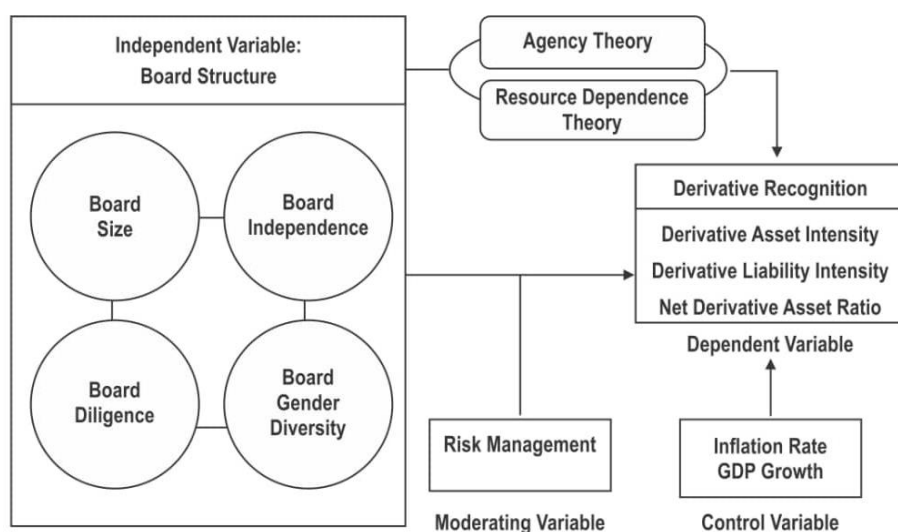 Independent Variable:
Board Structure
Board
Size
Board
Independence
Board
Diligence
Board
Gender
Diversity
Agency Theory
Resource Dependence
Theory
Derivative Recognition
Derivative Asset Intensity
Derivative Liability Intensity
Net Derivative Asset Ratio
Dependent Variable
Risk Management
Moderating Variable
Inflation Rate
GDP Growth
Control Variable